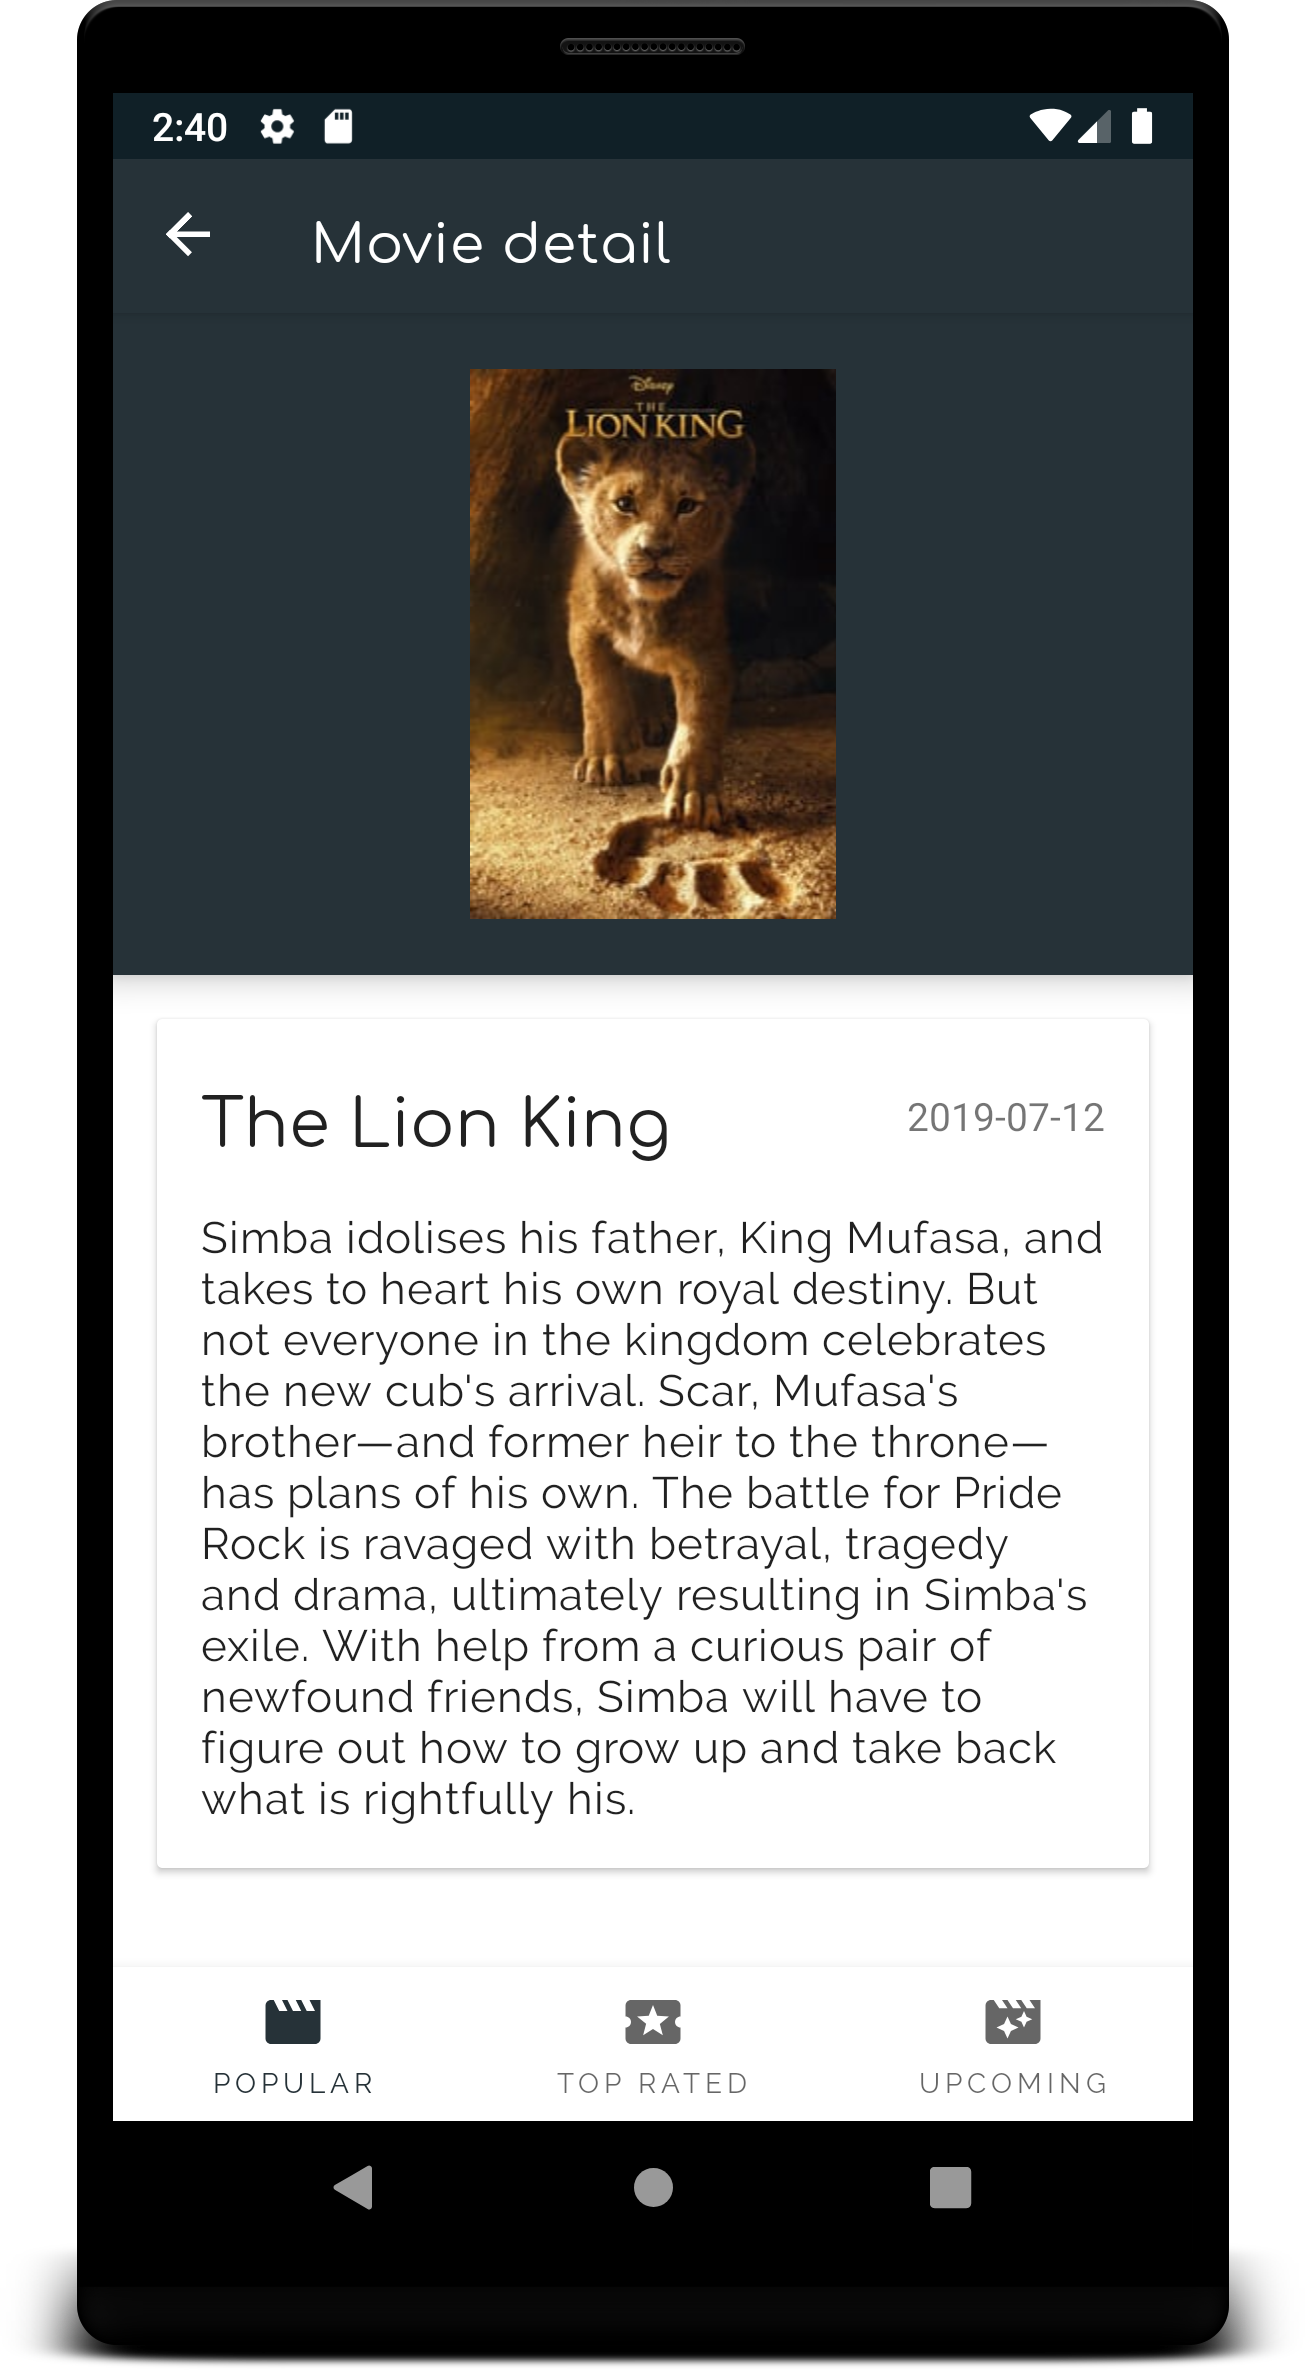 2:40
Movie detail
Disney
THE
LION KING
The Lion King
2019-07-12
Simba idolises his father, King Mufasa, and
takes to heart his own royal destiny. But
not everyone in the kingdom celebrates
the new cub's arrival. Scar, Mufasa's
brother—and former heir to the throne—
has plans of his own. The battle for Pride
Rock is ravaged with betrayal, tragedy
and drama, ultimately resulting in Simba's
exile. With help from a curious pair of
newfound friends, Simba will have to
figure out how to grow up and take back
what is rightfully his.
POPULAR
TOP RATED
UPCOMING